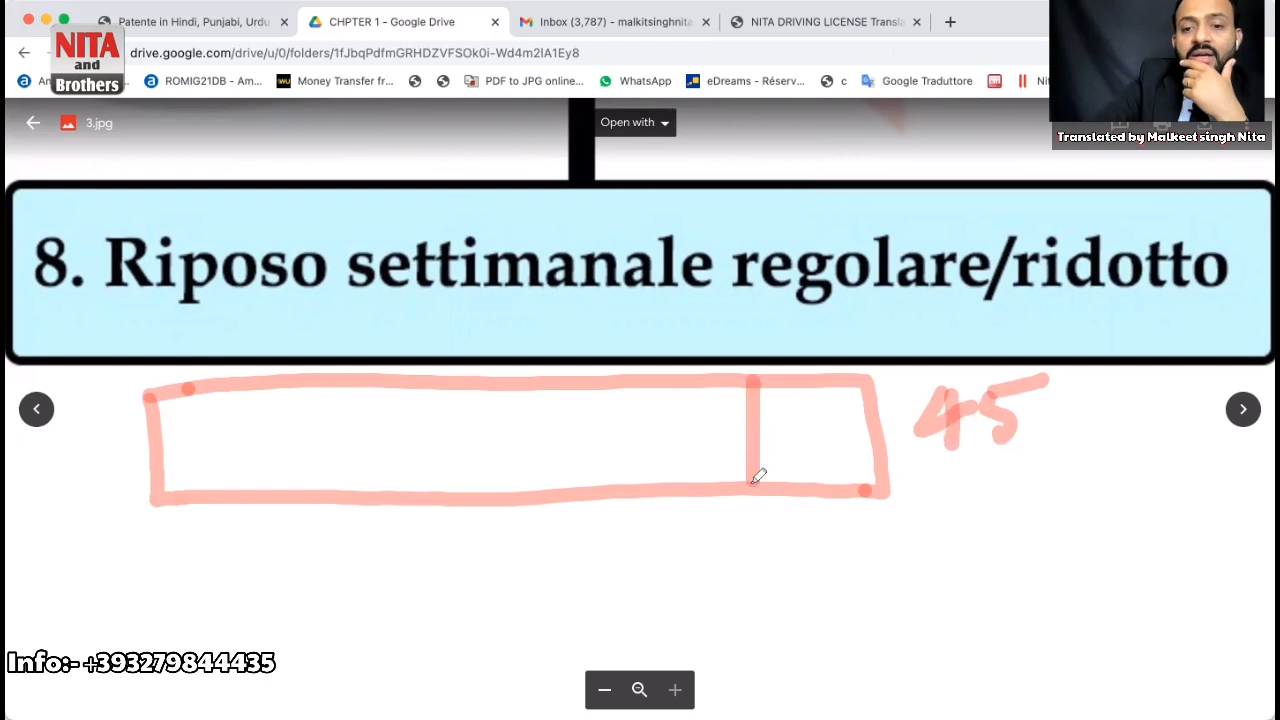 Patente in Hindi, Punjabi, Urdu
CHPTER 1 - Google Drive
Inbox (3,787) - malkitsinghnita
NITA DRIVING LICENSE Transla
NITA
and
Brothers
drive.google.com/drive/u/0/folders/1fJbqPdfmGRHDZVFSOk0i-Wd4m2lA1Ey8
ROMIG21DB - Am...
Money Transfer fr...
PDF to JPG online...
WhatsApp
eDreams - Réserv...
c
Google Traduttore
3.jpg
Open with
Translated by Malkeet singh Nita
8. Riposo settimanale regolare/ridotto
45
Info:- +393279844435